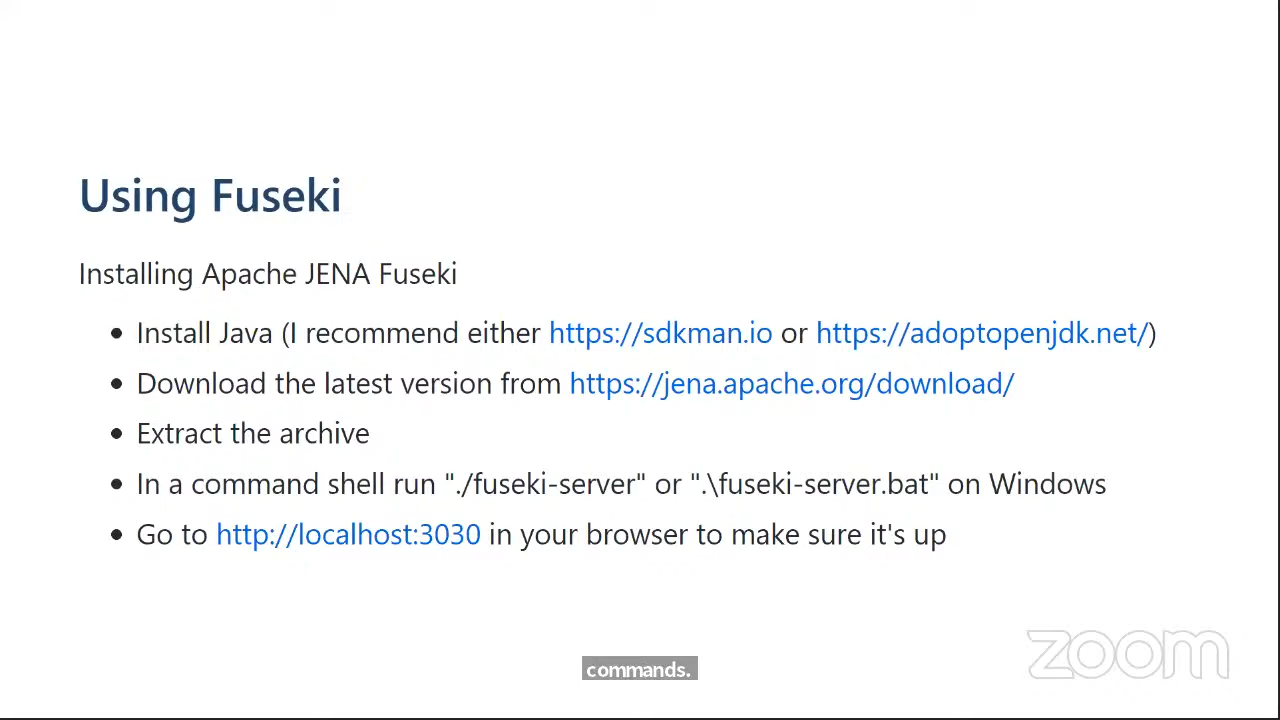 Using Fuseki
Installing Apache JENA Fuseki
• Install Java (I recommend either https://sdkman.io or https://adoptopenjdk.net/)
• Download the latest version from https://jena.apache.org/download/
• Extract the archive
• In a command shell run "./fuseki-server" or ".\fuseki-server.bat" on Windows
• Go to http://localhost:3030 in your browser to make sure it's up
zoom
commands.